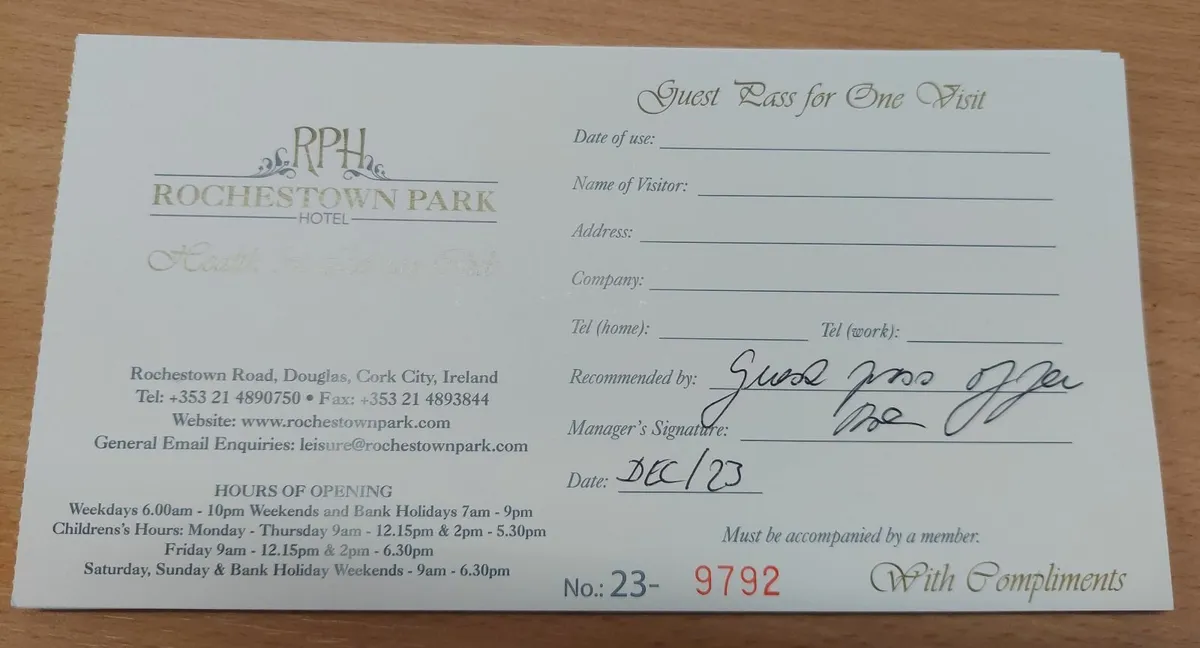 RPH
ROCHESTOWN PARK
HOTEL
Health
Rochestown Road, Douglas, Cork City, Ireland
Tel: +353 21 4890750 • Fax: +353 21 4893844
Website: www.rochestownpark.com
General Email Enquiries: leisure@rochestownpark.com
HOURS OF OPENING
Weekdays 6.00am - 10pm Weekends and Bank Holidays 7am - 9pm
Childrens's Hours: Monday - Thursday 9am - 12.15pm & 2pm - 5.30pm
Friday 9am - 12.15pm & 2pm - 6.30pm
Saturday, Sunday & Bank Holiday Weekends - 9am - 6.30pm
Guest Pass for One Visit
Date of use:
Name of Visitor:
Address:
Company:
Tel (home): Tel (work):
Recommended by: Guest pass offer
Manager's Signature:
Date: DEC/23
Must be accompanied by a member.
No.: 23- 9792
With Compliments